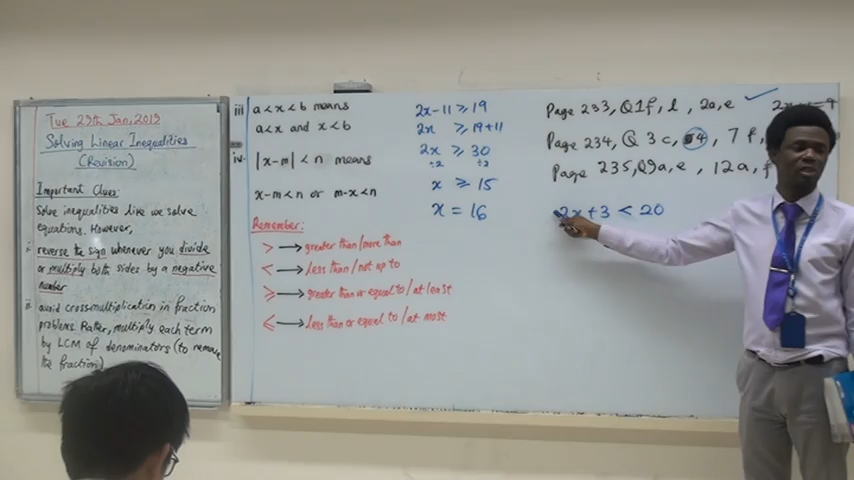 Tue 29th Jan, 2019
Solving Linear Inequalities
(Revision)
Important Clues:
Solve inequalities like we solve
equations. However,
i. reverse the sign whenever you divide
or multiply both sides by a negative
number
ii. avoid cross-multiplication in fraction
problems. Rather, multiply each term
by LCM of denominators (to remove
the fraction)
iii a < x < b means
a < x and x < b
iv. |x-m| < n means
x-m < n or m-x < n
Remember:
> → greater than / more than
< → less than / not up to
≥ → greater than or equal to / at least
≤ → less than or equal to / at most
2x-11 ≥ 19
2x ≥ 19+11
2x ≥ 30
÷2 ÷2
x ≥ 15
x = 16
Page 233, Q1f, l, 2a, e
Page 234, Q 3c, 4, 7f,
Page 235, Q9a, e, 12a, f
2x+3 < 20